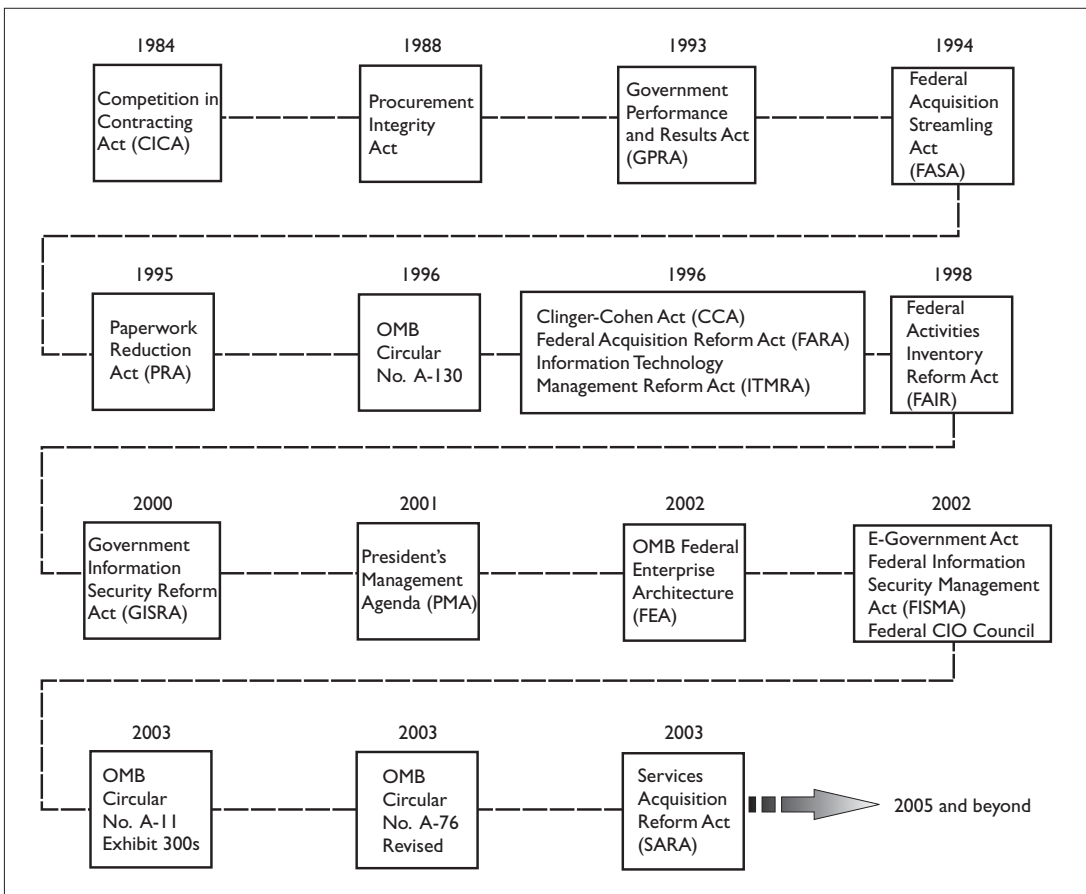 1984
Competition in
Contracting
Act (CICA)
1988
Procurement
Integrity
Act
1993
Government
Performance
and Results Act
(GPRA)
1994
Federal
Acquisition
Streamling
Act
(FASA)
1995
Paperwork
Reduction
Act (PRA)
1996
OMB
Circular
No. A-130
1996
Clinger-Cohen Act (CCA)
Federal Acquisition Reform Act (FARA)
Information Technology
Management Reform Act (ITMRA)
1998
Federal
Activities
Inventory
Reform Act
(FAIR)
2000
Government
Information
Security Reform
Act (GISRA)
2001
President’s
Management
Agenda (PMA)
2002
OMB Federal
Enterprise
Architecture
(FEA)
2002
E-Government Act
Federal Information
Security Management
Act (FISMA)
Federal CIO Council
2003
OMB
Circular
No. A-11
Exhibit 300s
2003
OMB
Circular
No. A-76
Revised
2003
Services
Acquisition
Reform Act
(SARA)
2005 and beyond